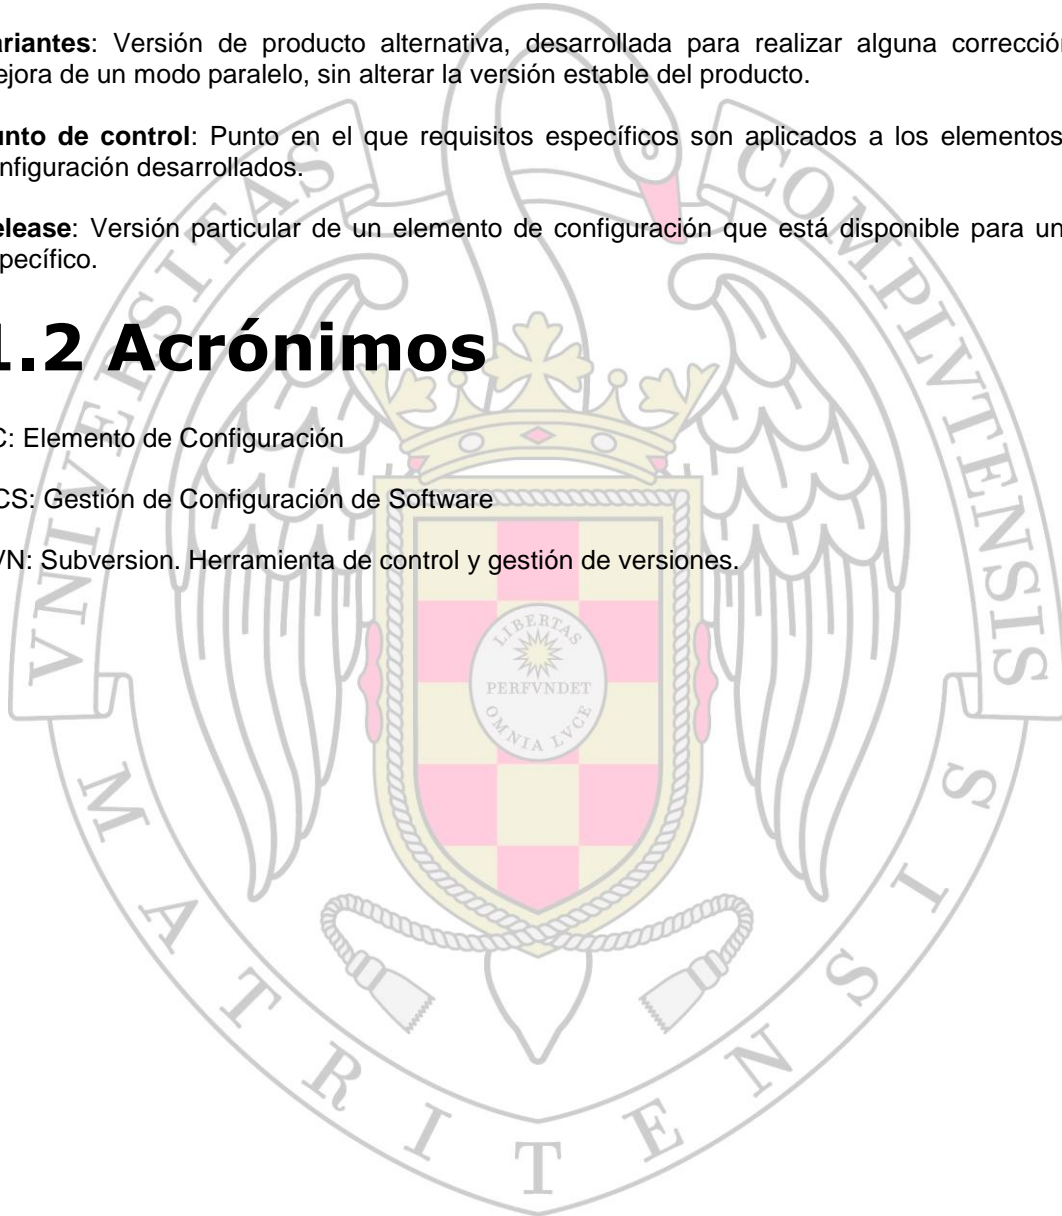 ariantes: Versión de producto alternativa, desarrollada para realizar alguna corrección
ejora de un modo paralelo, sin alterar la versión estable del producto.
unto de control: Punto en el que requisitos específicos son aplicados a los elementos
nfiguración desarrollados.
elease: Versión particular de un elemento de configuración que está disponible para un
pecífico.
1.2 Acrónimos
C: Elemento de Configuración
CS: Gestión de Configuración de Software
VN: Subversion. Herramienta de control y gestión de versiones.
VNIVERSITAS COMPLVTENSIS
MATRITENSIS
LIBERTAS
PERFVNDET
OMNIA LVCE